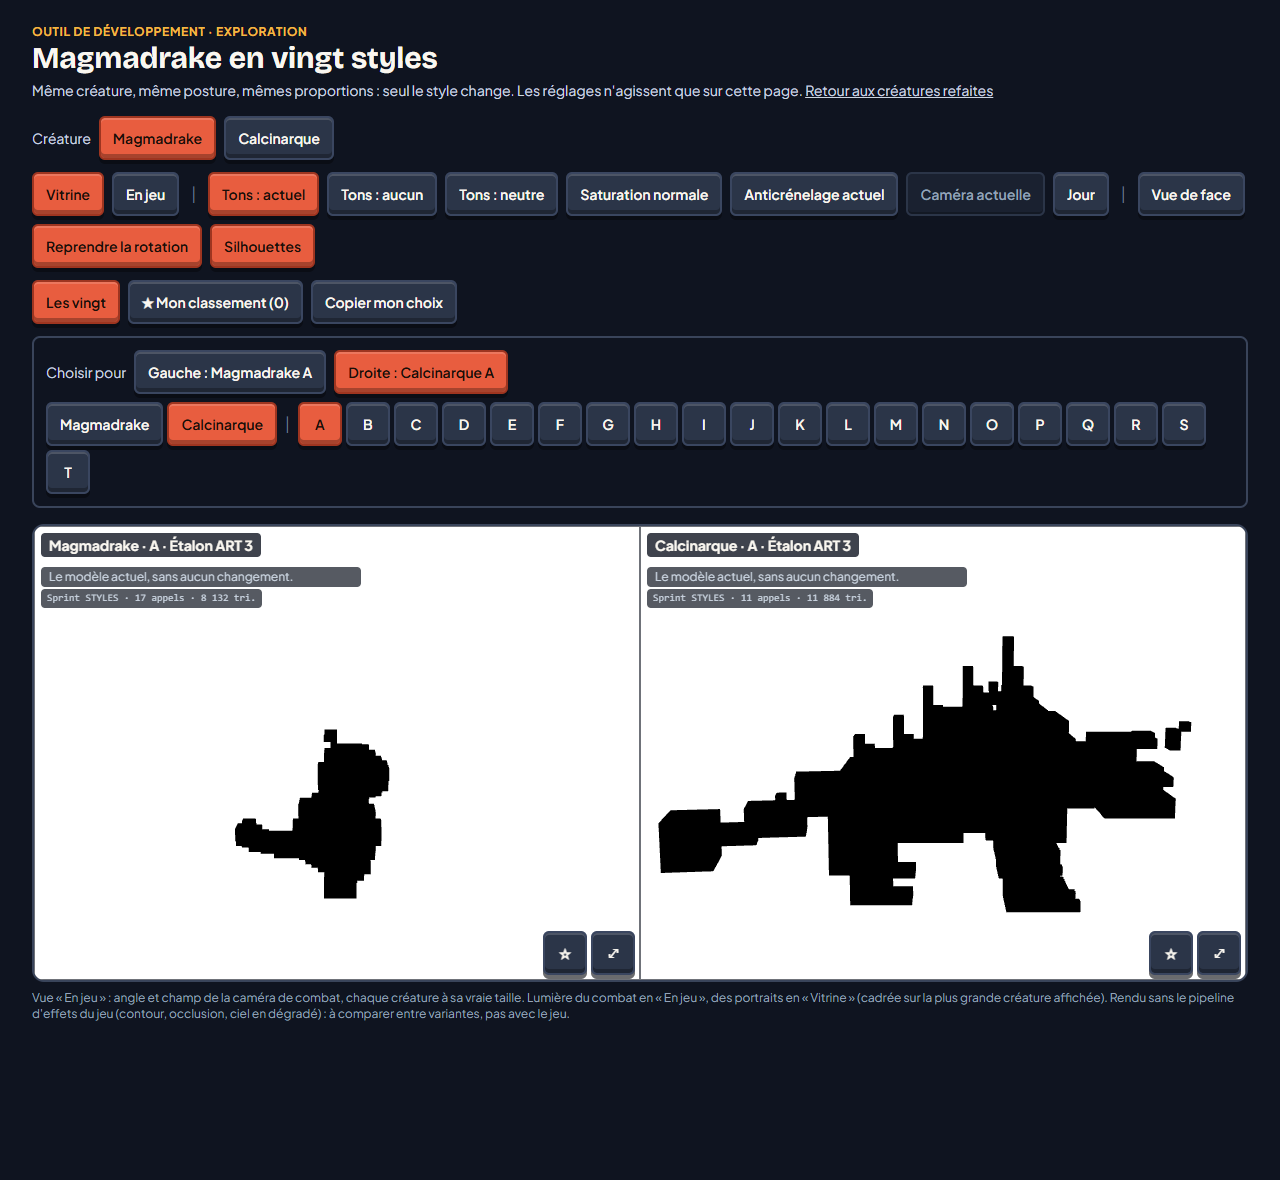 OUTIL DE DÉVELOPPEMENT · EXPLORATION
Magmadrake en vingt styles
Même créature, même posture, mêmes proportions : seul le style change. Les réglages n'agissent que sur cette page. Retour aux créatures refaites
Créature Magmadrake Calcinarque
Vitrine En jeu | Tons : actuel Tons : aucun Tons : neutre Saturation normale Anticrénelage actuel Caméra actuelle Jour | Vue de face
Reprendre la rotation Silhouettes
Les vingt ★ Mon classement (0) Copier mon choix
Choisir pour Gauche : Magmadrake A Droite : Calcinarque A
Magmadrake Calcinarque | A B C D E F G H I J K L M N O P Q R S
T
Magmadrake · A · Étalon ART 3
Le modèle actuel, sans aucun changement.
Sprint STYLES · 17 appels · 8 132 tri.
Calcinarque · A · Étalon ART 3
Le modèle actuel, sans aucun changement.
Sprint STYLES · 11 appels · 11 884 tri.
Vue « En jeu » : angle et champ de la caméra de combat, chaque créature à sa vraie taille. Lumière du combat en « En jeu », des portraits en « Vitrine » (cadrée sur la plus grande créature affichée). Rendu sans le pipeline
d'effets du jeu (contour, occlusion, ciel en dégradé) : à comparer entre variantes, pas avec le jeu.